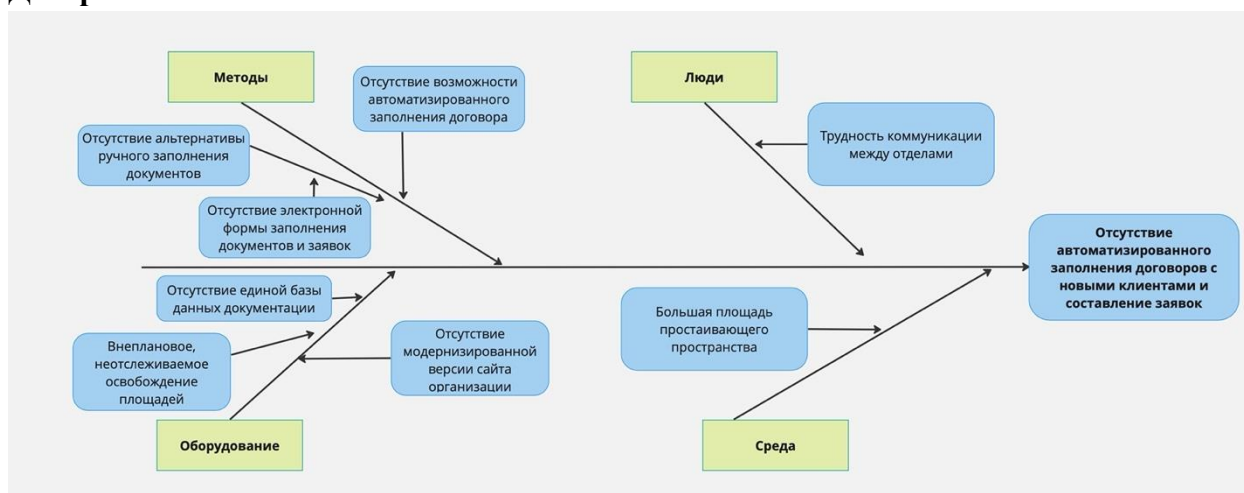 Методы
Отсутствие возможности
автоматизированного
заполнения договора
Люди
Отсутствие альтернативы
ручного заполнения
документов
Трудность коммуникации
между отделами
Отсутствие электронной
формы заполнения
документов и заявок
Отсутствие
автоматизированного
заполнения договоров с
новыми клиентами и
составление заявок
Отсутствие единой базы
данных документации
Большая площадь
простаивающего
пространства
Внеплановое,
неотслеживаемое
освобождение
площадей
Отсутствие
модернизированной
версии сайта
организации
Оборудование
Среда